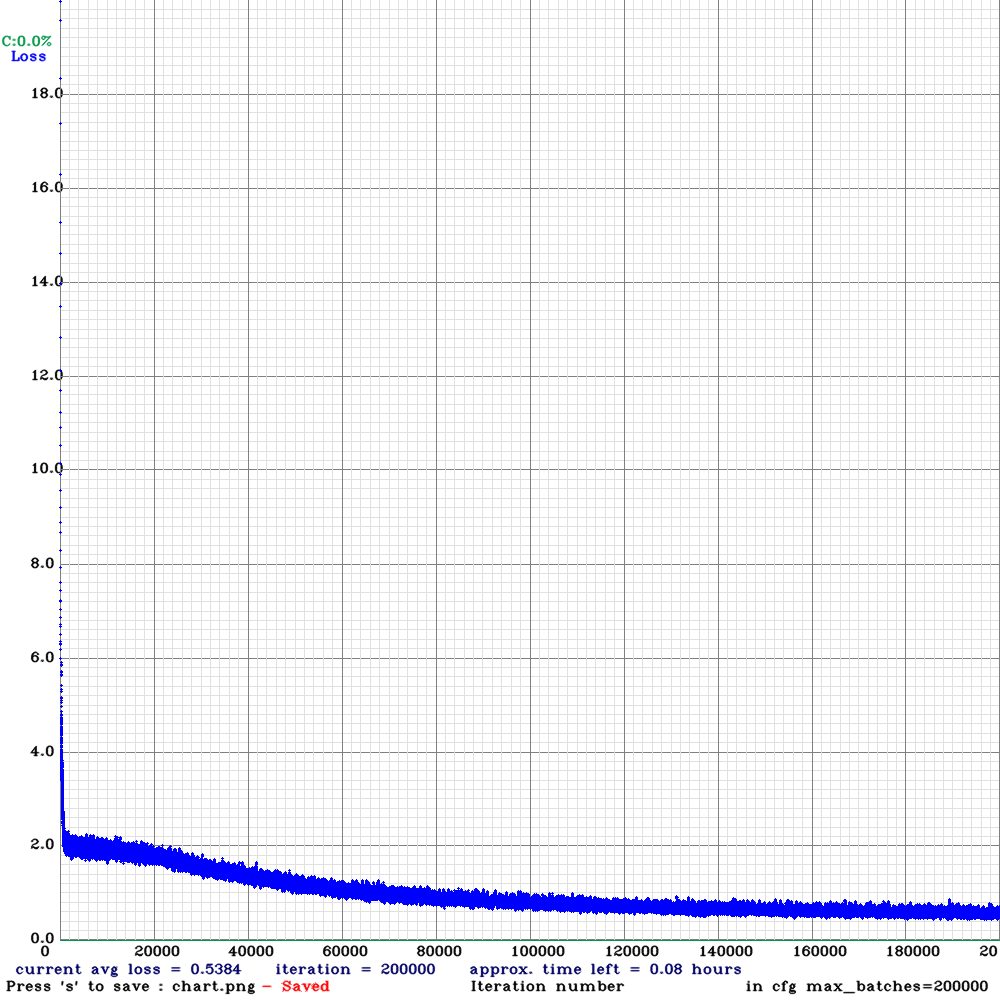 C:0.0%
Loss
18.0
16.0
14.0
12.0
10.0
8.0
6.0
4.0
2.0
0.0
0 20000 40000 60000 80000 100000 120000 140000 160000 180000 20
current avg loss = 0.5384 iteration = 200000 approx. time left = 0.08 hours
Press 's' to save : chart.png - Saved Iteration number in cfg max_batches=200000